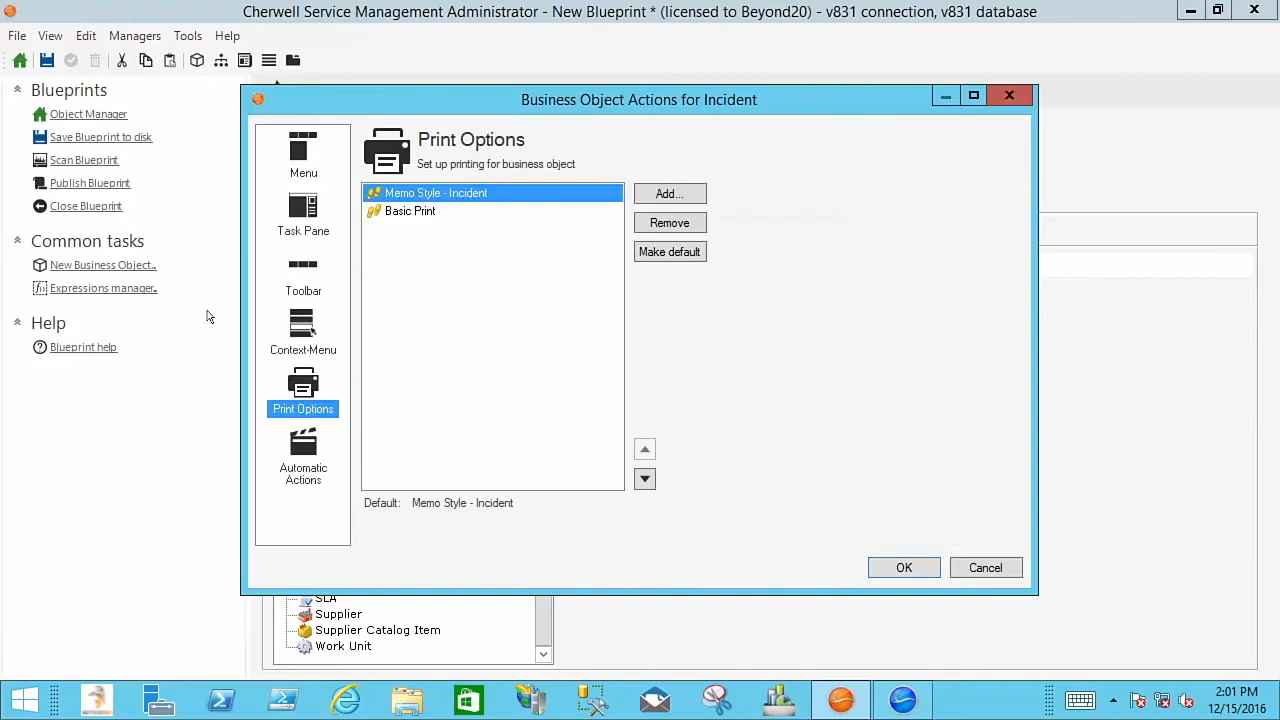 Cherwell Service Management Administrator - New Blueprint * (licensed to Beyond20) - v831 connection, v831 database
File View Edit Managers Tools Help
Blueprints
Object Manager
Save Blueprint to disk
Scan Blueprint
Publish Blueprint
Close Blueprint
Common tasks
New Business Object...
Expressions manager...
Help
Blueprint help
Business Object Actions for Incident
Menu
Task Pane
Toolbar
Context-Menu
Print Options
Automatic
Actions
Print Options
Set up printing for business object
Memo Style - Incident
Basic Print
Add...
Remove
Make default
Default: Memo Style - Incident
OK Cancel
SLA
Supplier
Supplier Catalog Item
Work Unit
2:01 PM
12/15/2016